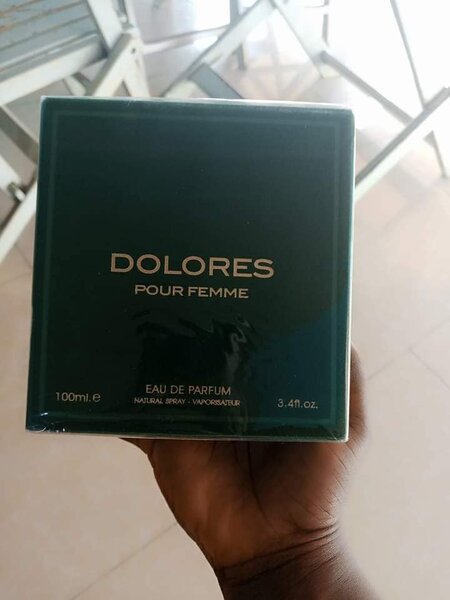 DOLORES
POUR FEMME
EAU DE PARFUM
NATURAL SPRAY - VAPORISATEUR
100ml.e
3.4fl.oz.